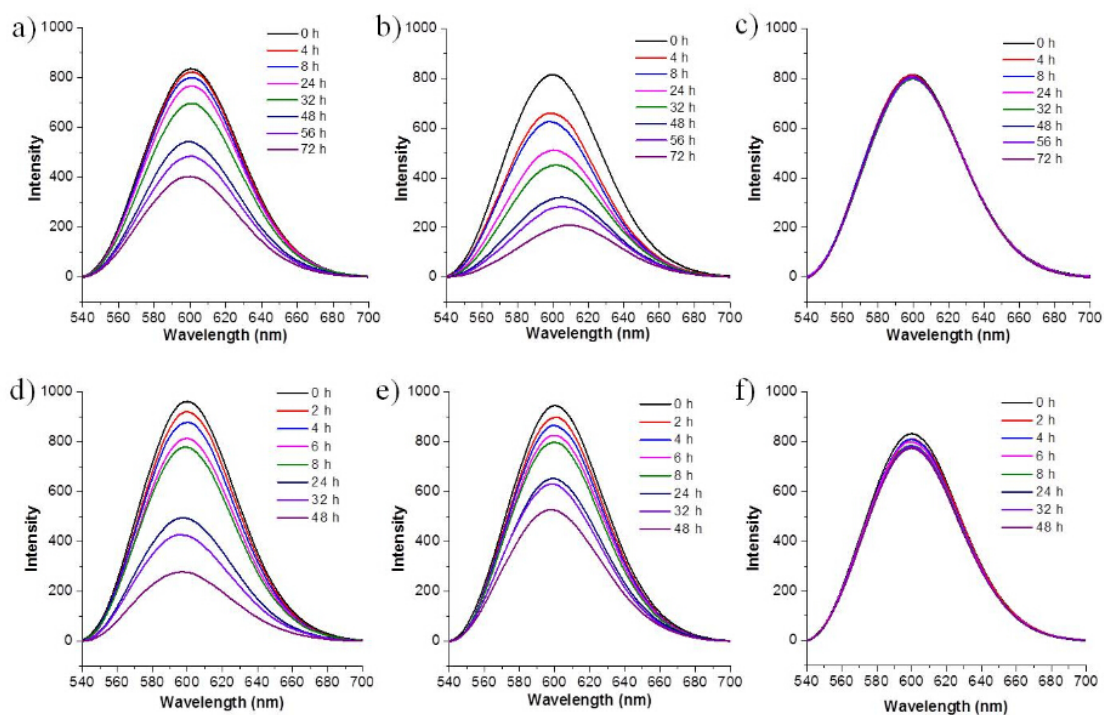 a)
1000
800
600
400
200
0
Intensity
540 560 580 600 620 640 660 680 700
Wavelength (nm)
0 h
4 h
8 h
24 h
32 h
48 h
56 h
72 h
b)
1000
800
600
400
200
0
Intensity
540 560 580 600 620 640 660 680 700
Wavelength (nm)
0 h
4 h
8 h
24 h
32 h
48 h
56 h
72 h
c)
1000
800
600
400
200
0
Intensity
540 560 580 600 620 640 660 680 700
Wavelength (nm)
0 h
4 h
8 h
24 h
32 h
48 h
56 h
72 h
d)
1000
800
600
400
200
0
Intensity
540 560 580 600 620 640 660 680 700
Wavelength (nm)
0 h
2 h
4 h
6 h
8 h
24 h
32 h
48 h
e)
1000
800
600
400
200
0
Intensity
540 560 580 600 620 640 660 680 700
Wavelength (nm)
0 h
2 h
4 h
6 h
8 h
24 h
32 h
48 h
f)
1000
800
600
400
200
0
Intensity
540 560 580 600 620 640 660 680 700
Wavelength (nm)
0 h
2 h
4 h
6 h
8 h
24 h
32 h
48 h